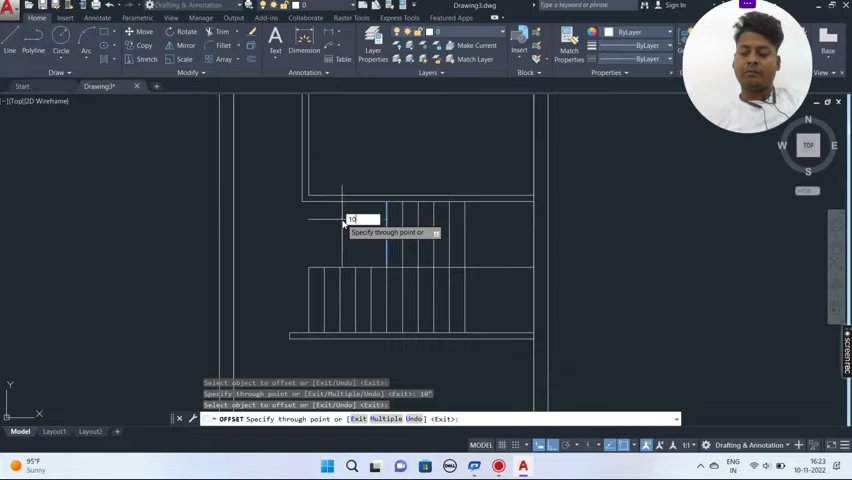 Drafting & Annotation
0
Drawing3.dwg
Sign In
Home
Insert
Annotate
Parametric
View
Manage
Output
Add-ins
Collaborate
Raster Tools
Express Tools
Featured Apps
Line
Polyline
Circle
Arc
Move
Rotate
Trim
Copy
Mirror
Stretch
Scale
Array
Text
Dimension
Table
Layer
Properties
0
Make Current
Match Layer
Insert
Match
Properties
ByLayer
ByLayer
ByLayer
Base
Draw
Modify
Annotation
Layers
Block
Properties
Start
Drawing3*
[−][Top][2D Wireframe]
N
W
TOP
E
S
WCS
10
Specify through point or
Select object to offset or [Exit/Undo] <Exit>:
Specify through point or [Exit/Multiple/Undo] <Exit>: 10"
Select object to offset or [Exit/Undo] <Exit>:
OFFSET Specify through point or [Exit Multiple Undo] <Exit>:
Y
X
screenrec
Model
Layout1
Layout2
MODEL
1:1
Drafting & Annotation
95°F
Sunny
DELL
A
ENG
IN
16:23
10-11-2022